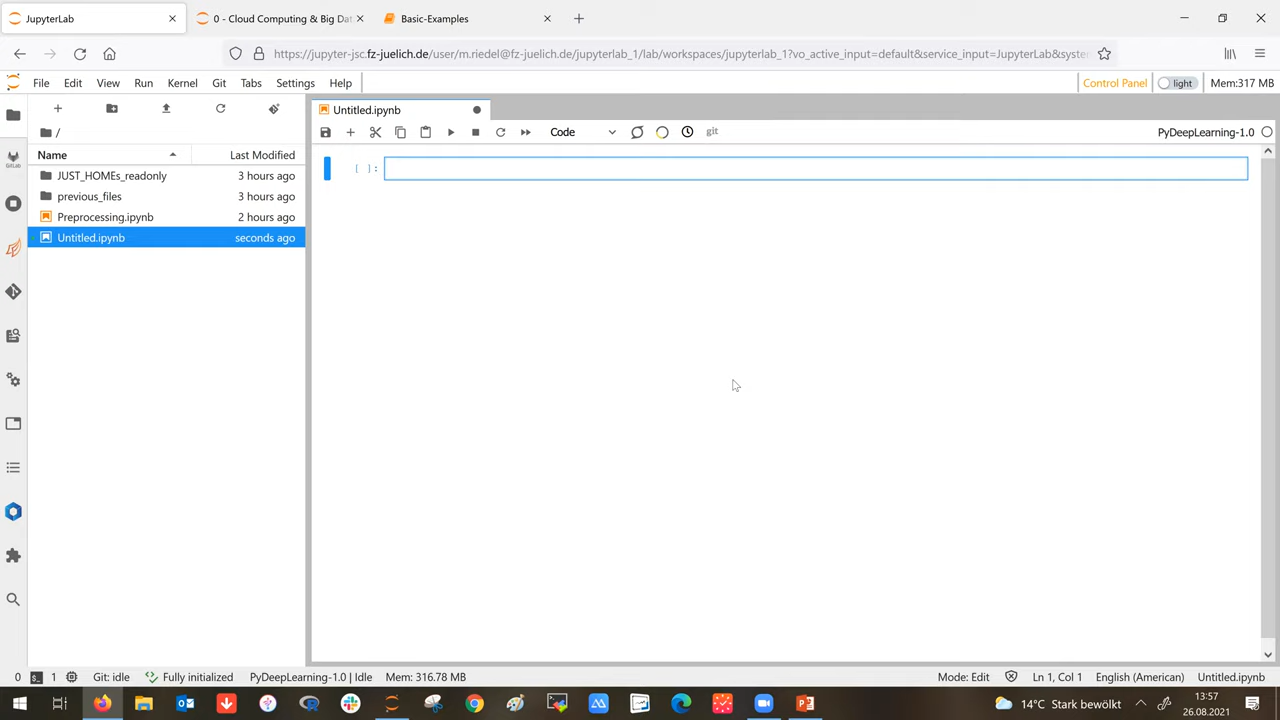 JupyterLab
0 - Cloud Computing & Big Dat
Basic-Examples
https://jupyter-jsc.fz-juelich.de/user/m.riedel@fz-juelich.de/jupyterlab_1/lab/workspaces/jupyterlab_1?vo_active_input=default&service_input=JupyterLab&system
File Edit View Run Kernel Git Tabs Settings Help
Control Panel light Mem:317 MB
Untitled.ipynb
/
Code
git
PyDeepLearning-1.0
Name Last Modified
[ ]:
JUST_HOMEs_readonly 3 hours ago
previous_files 3 hours ago
Preprocessing.ipynb 2 hours ago
Untitled.ipynb seconds ago
GitLab
0 1 Git: idle Fully initialized PyDeepLearning-1.0 | Idle Mem: 316.78 MB Mode: Edit Ln 1, Col 1 English (American) Untitled.ipynb
14°C Stark bewölkt
13:57
26.08.2021